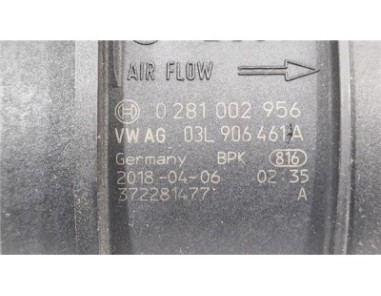 AIR FLOW
0 281 002 956
VW AG 03L 906 461 A
Germany BPK 816
2018-04-06 02:35
372281477 A